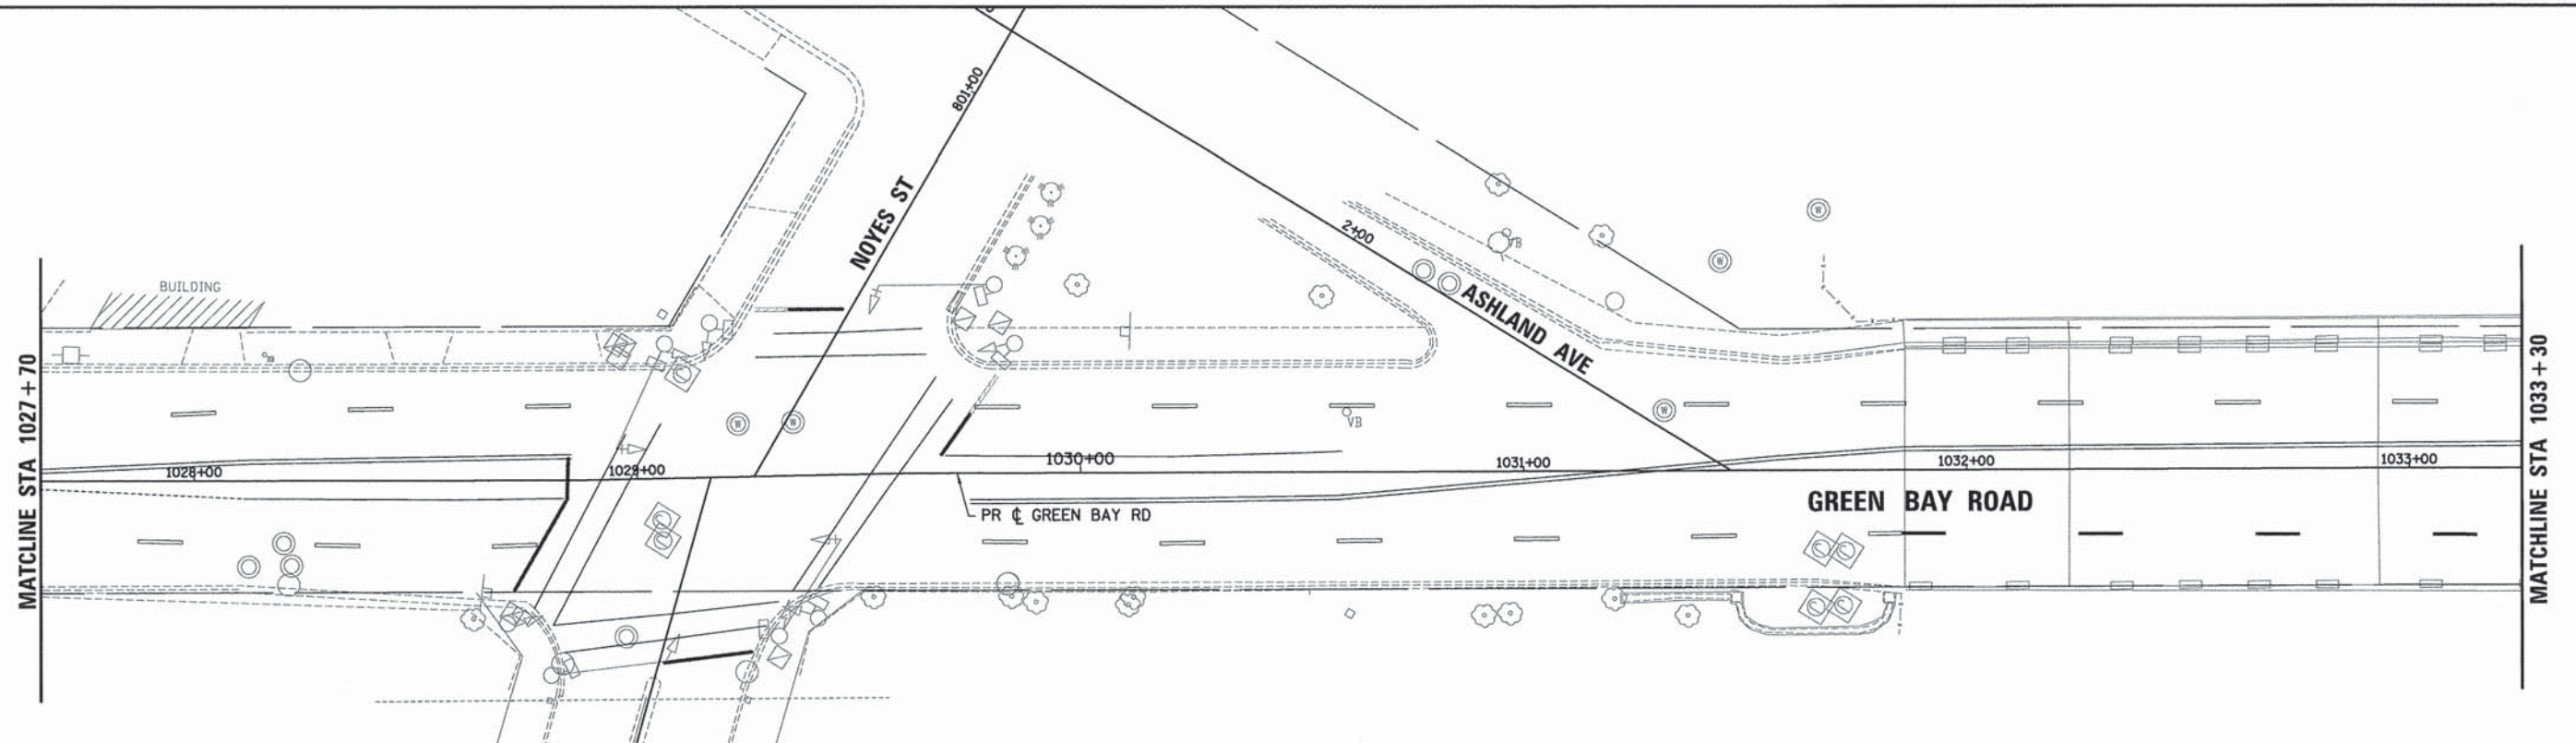 801+00
NOYES ST
2+00
VB
W
W
ASHLAND AVE
BUILDING
MATCLINE STA 1027+70
MATCHLINE STA 1033+30
W
W
W
VB
1028+00
1029+00
1030+00
1031+00
1032+00
1033+00
PR ℄ GREEN BAY RD
GREEN BAY ROAD